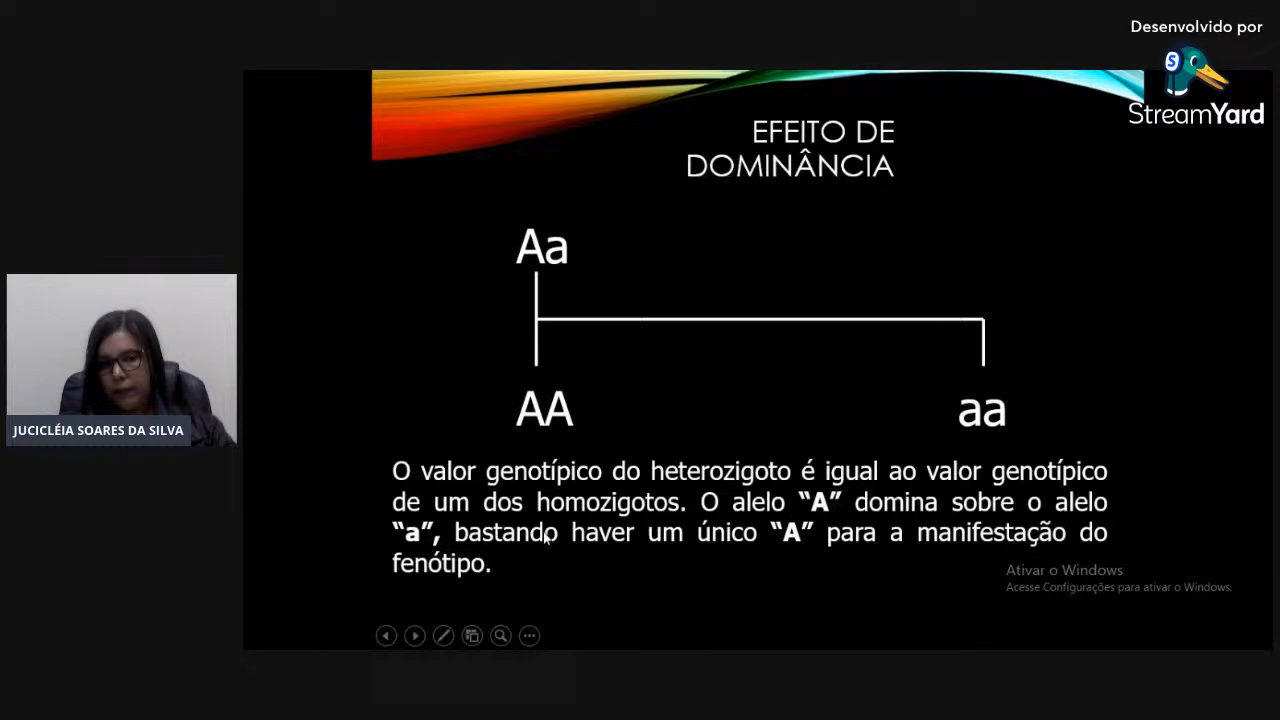 Desenvolvido por
StreamYard
EFEITO DE
DOMINÂNCIA
Aa
AA aa
JUCICLÉIA SOARES DA SILVA
O valor genotípico do heterozigoto é igual ao valor genotípico
de um dos homozigotos. O alelo “A” domina sobre o alelo
“a”, bastando haver um único “A” para a manifestação do
fenótipo.
Ativar o Windows
Acesse Configurações para ativar o Windows.